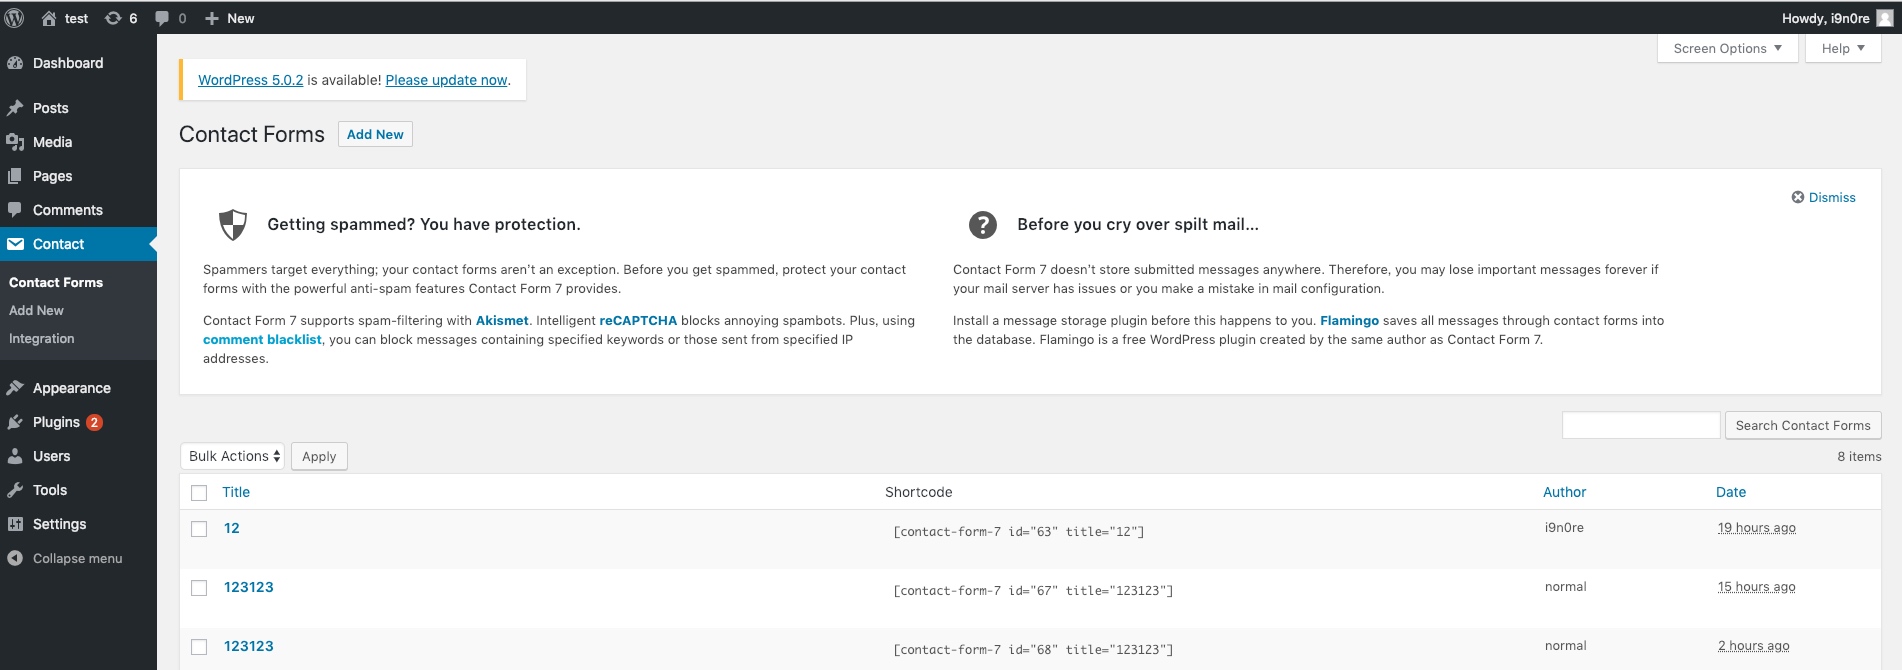 test 6 0 New Howdy, i9n0re
Screen Options Help
Dashboard
Posts
Media
Pages
Comments
Contact
Contact Forms
Add New
Integration
Appearance
Plugins 2
Users
Tools
Settings
Collapse menu
WordPress 5.0.2 is available! Please update now.
Contact Forms Add New
Dismiss
Getting spammed? You have protection.
Spammers target everything; your contact forms aren't an exception. Before you get spammed, protect your contact
forms with the powerful anti-spam features Contact Form 7 provides.
Contact Form 7 supports spam-filtering with Akismet. Intelligent reCAPTCHA blocks annoying spambots. Plus, using
comment blacklist, you can block messages containing specified keywords or those sent from specified IP
addresses.
Before you cry over spilt mail...
Contact Form 7 doesn't store submitted messages anywhere. Therefore, you may lose important messages forever if
your mail server has issues or you make a mistake in mail configuration.
Install a message storage plugin before this happens to you. Flamingo saves all messages through contact forms into
the database. Flamingo is a free WordPress plugin created by the same author as Contact Form 7.
Search Contact Forms
Bulk Actions Apply 8 items
Title Shortcode Author Date
12 [contact-form-7 id="63" title="12"] i9n0re 19 hours ago
123123 [contact-form-7 id="67" title="123123"] normal 15 hours ago
123123 [contact-form-7 id="68" title="123123"] normal 2 hours ago